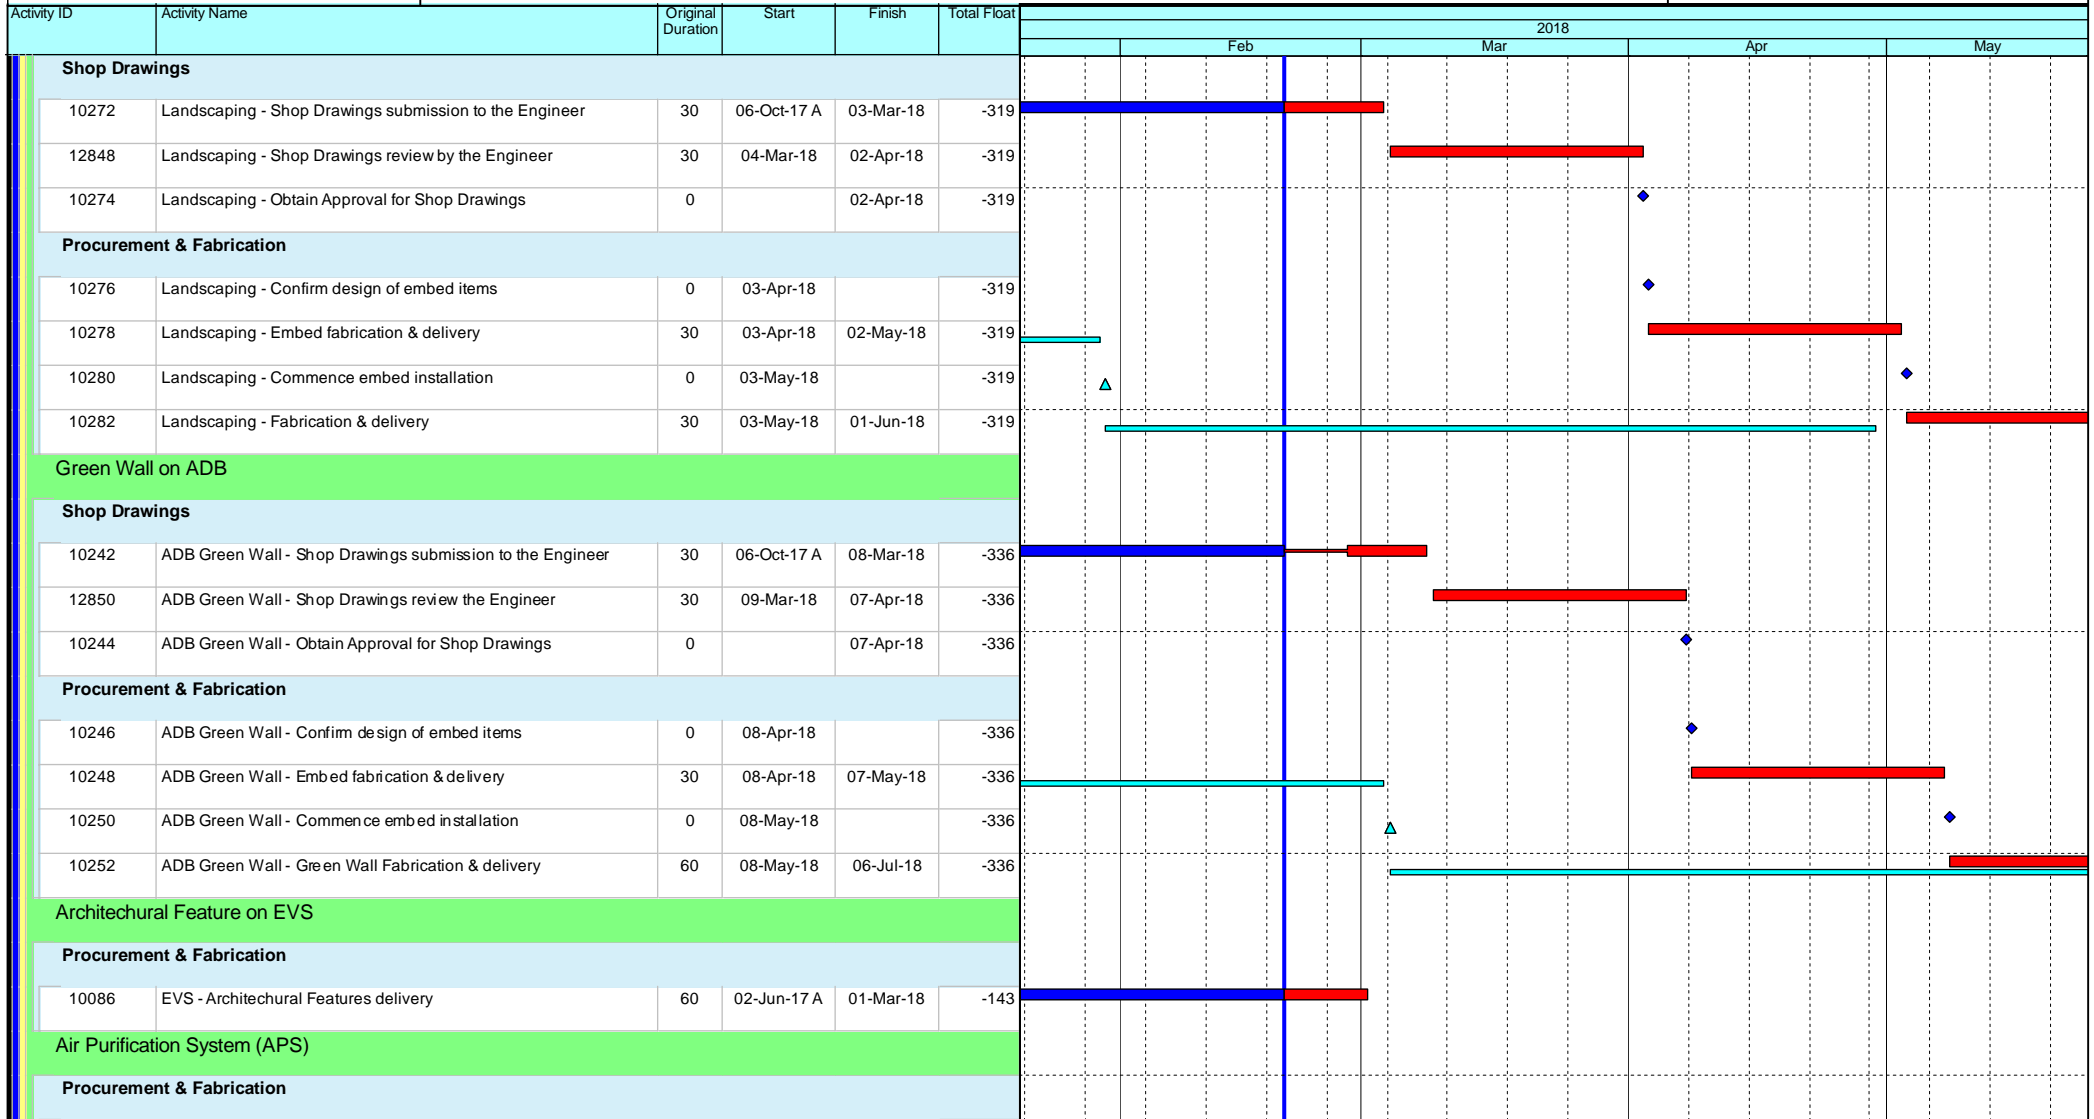 Activity ID Activity Name Original Duration Start Finish Total Float
2018
Feb Mar Apr May
Shop Drawings
10272 Landscaping - Shop Drawings submission to the Engineer 30 06-Oct-17 A 03-Mar-18 -319
12848 Landscaping - Shop Drawings review by the Engineer 30 04-Mar-18 02-Apr-18 -319
10274 Landscaping - Obtain Approval for Shop Drawings 0 02-Apr-18 -319
Procurement & Fabrication
10276 Landscaping - Confirm design of embed items 0 03-Apr-18 -319
10278 Landscaping - Embed fabrication & delivery 30 03-Apr-18 02-May-18 -319
10280 Landscaping - Commence embed installation 0 03-May-18 -319
10282 Landscaping - Fabrication & delivery 30 03-May-18 01-Jun-18 -319
Green Wall on ADB
Shop Drawings
10242 ADB Green Wall - Shop Drawings submission to the Engineer 30 06-Oct-17 A 08-Mar-18 -336
12850 ADB Green Wall - Shop Drawings review the Engineer 30 09-Mar-18 07-Apr-18 -336
10244 ADB Green Wall - Obtain Approval for Shop Drawings 0 07-Apr-18 -336
Procurement & Fabrication
10246 ADB Green Wall - Confirm design of embed items 0 08-Apr-18 -336
10248 ADB Green Wall - Embed fabrication & delivery 30 08-Apr-18 07-May-18 -336
10250 ADB Green Wall - Commence embed installation 0 08-May-18 -336
10252 ADB Green Wall - Green Wall Fabrication & delivery 60 08-May-18 06-Jul-18 -336
Architechural Feature on EVS
Procurement & Fabrication
10086 EVS - Architechural Features delivery 60 02-Jun-17 A 01-Mar-18 -143
Air Purification System (APS)
Procurement & Fabrication